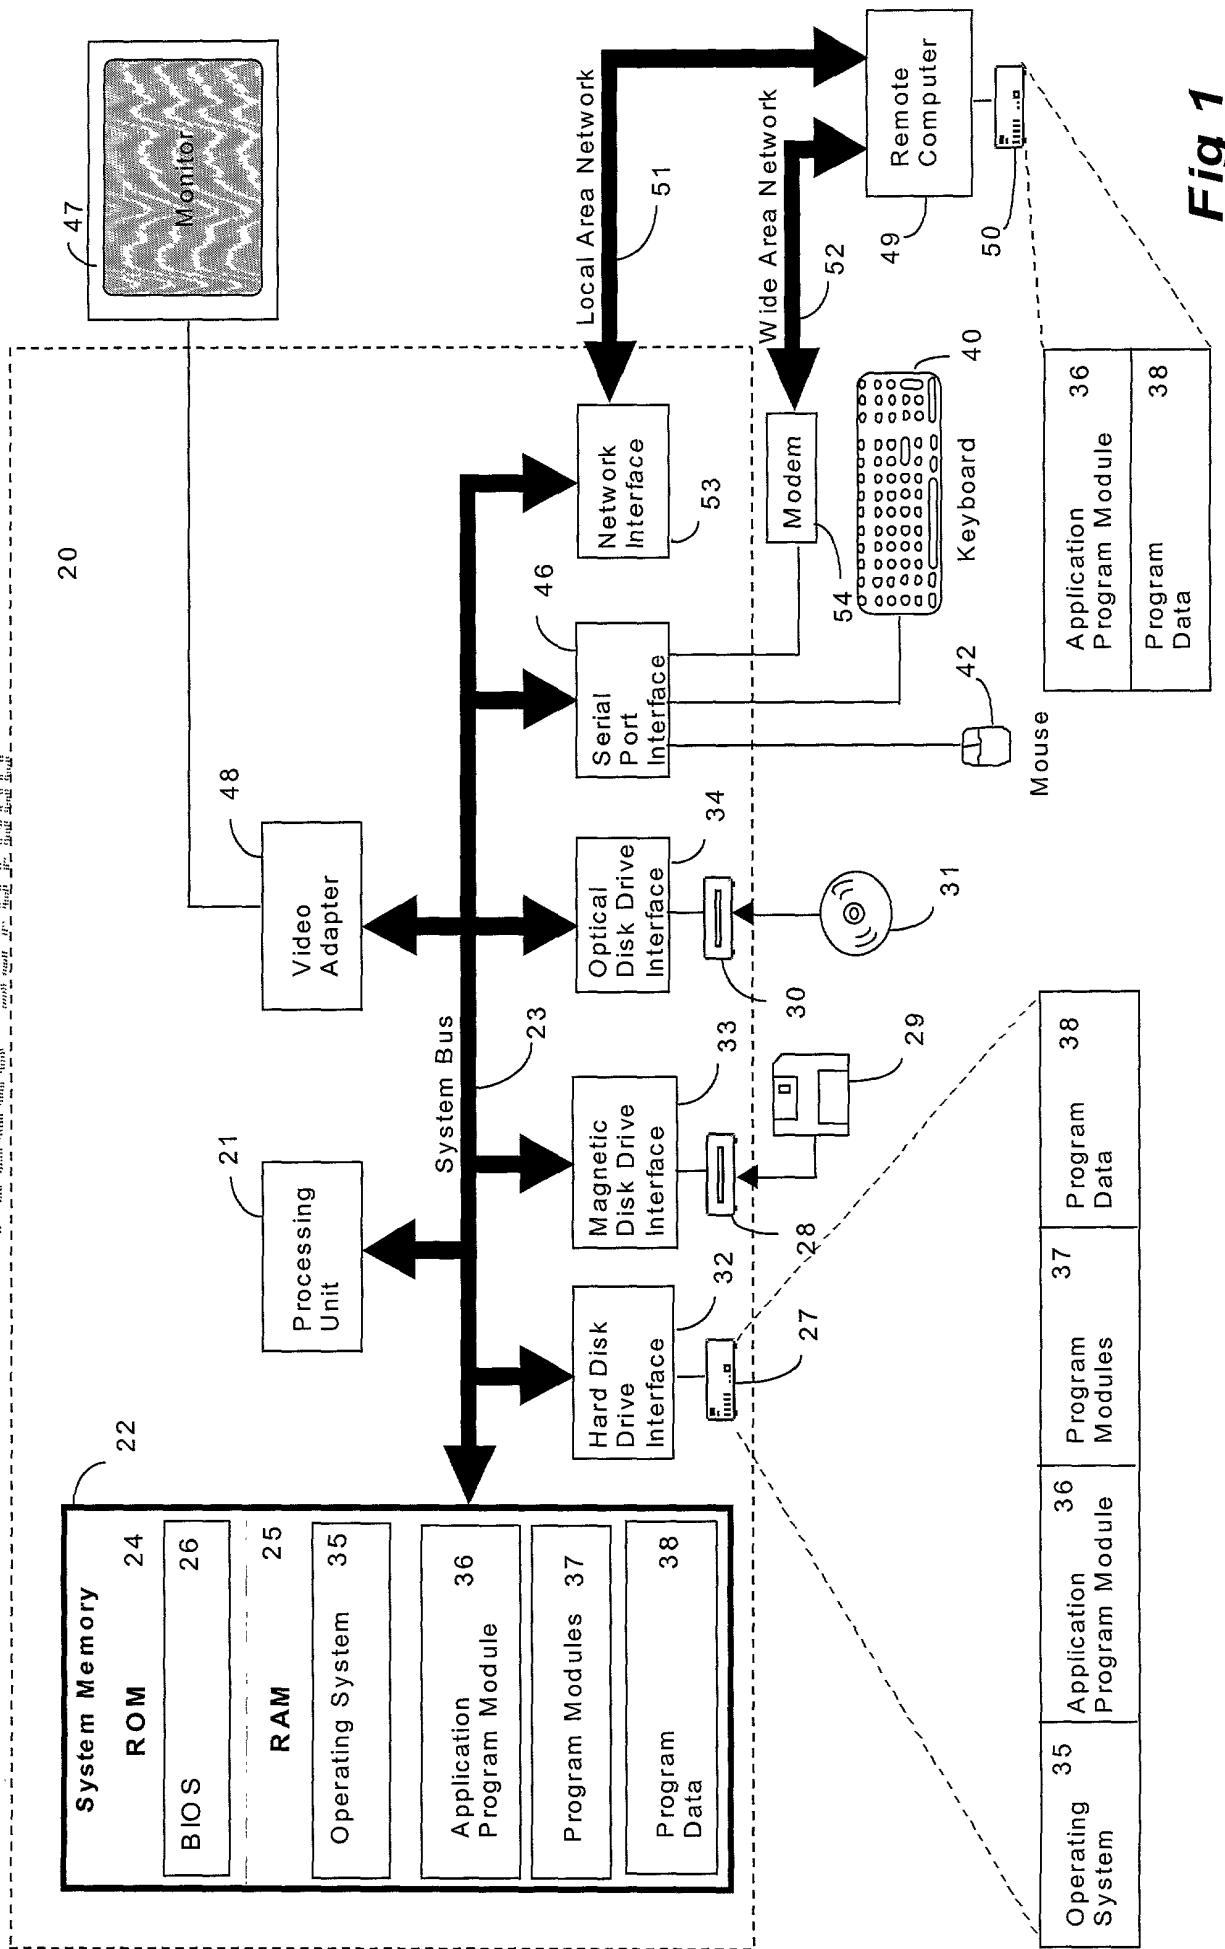 System Memory
22
ROM
24
BIOS
26
RAM
25
Operating System
35
Application
Program Module
36
Program Modules
37
Program
Data
38
20
Processing
Unit
21
Video
Adapter
48
Monitor
47
System Bus
23
Hard Disk
Drive
Interface
32
27
Magnetic
Disk Drive
Interface
33
28
29
Optical
Disk Drive
Interface
34
30
31
Serial
Port
Interface
46
Network
Interface
53
Local Area Network
51
Modem
54
Wide Area Network
52
Mouse
42
Keyboard
40
Remote
Computer
49
50
Operating
System
35
Application
Program Module
36
Program
Modules
37
Program
Data
38
Application
Program Module
36
Program
Data
38
Fig 1